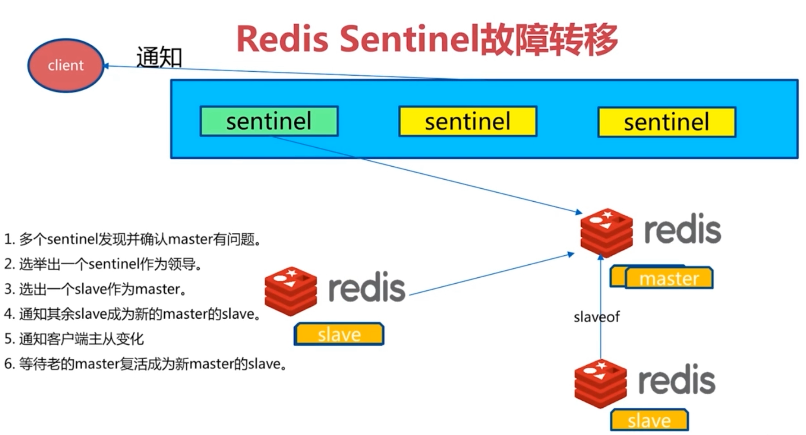 Redis Sentinel故障转移
client
通知
sentinel
sentinel
sentinel
redis
master
1. 多个sentinel发现并确认master有问题。
2. 选举出一个sentinel作为领导。
3. 选出一个slave作为master。
4. 通知其余slave成为新的master的slave。
5. 通知客户端主从变化
6. 等待老的master复活成为新master的slave。
redis
slave
slaveof
redis
slave